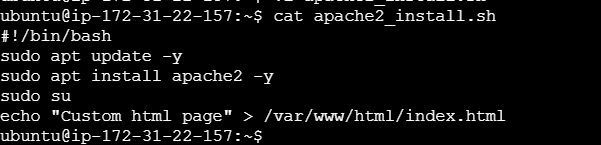 ubuntu@ip-172-31-22-157:~$ cat apache2_install.sh
#!/bin/bash
sudo apt update -y
sudo apt install apache2 -y
sudo su
echo "Custom html page" > /var/www/html/index.html
ubuntu@ip-172-31-22-157:~$